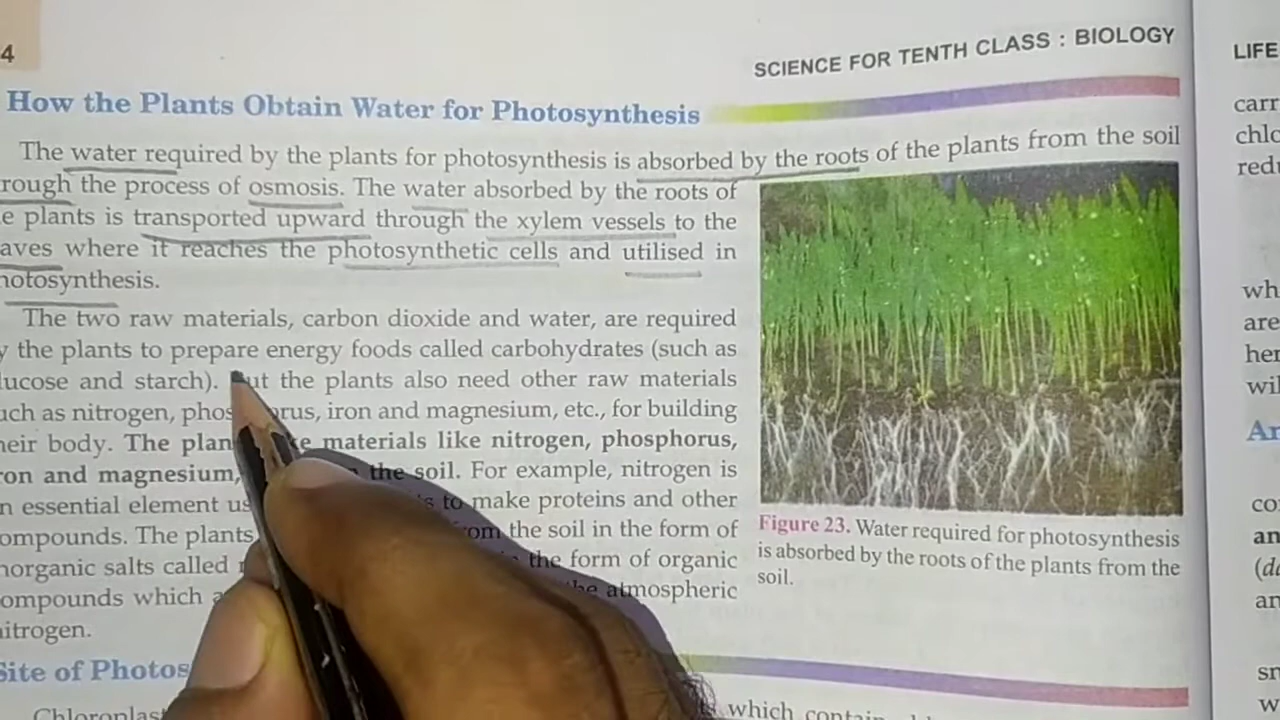 4
SCIENCE FOR TENTH CLASS : BIOLOGY
How the Plants Obtain Water for Photosynthesis
The water required by the plants for photosynthesis is absorbed by the roots of the plants from the soil
rough the process of osmosis. The water absorbed by the roots of
e plants is transported upward through the xylem vessels to the
aves where it reaches the photosynthetic cells and utilised in
hotosynthesis.
The two raw materials, carbon dioxide and water, are required
y the plants to prepare energy foods called carbohydrates (such as
lucose and starch). But the plants also need other raw materials
uch as nitrogen, phos orus, iron and magnesium, etc., for building
heir body. The plan materials like nitrogen, phosphorus,
ron and magnesium, the soil. For example, nitrogen is
n essential element us to make proteins and other
ompounds. The plants the soil in the form of
norganic salts called the form of organic
ompounds which a atmospheric
nitrogen.
Figure 23. Water required for photosynthesis
is absorbed by the roots of the plants from the
soil.
Site of Photos
Chloroplas which contain
LIFE
carr
chlo
red
wh
are
her
wil
An
co
an
an
sr
w